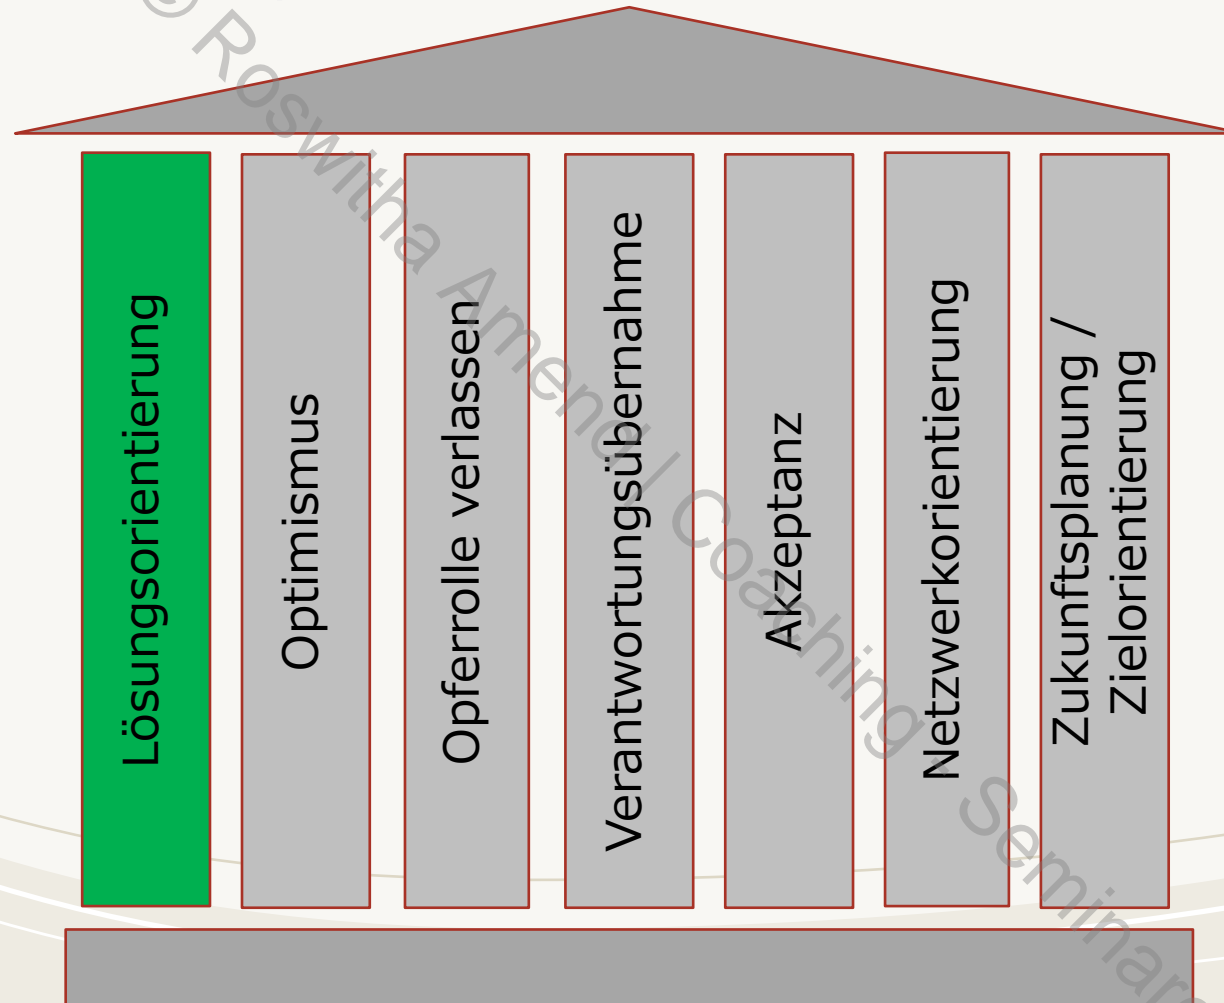 Lösungsorientierung
Optimismus
Opferrolle verlassen
Verantwortungsübernahme
Akzeptanz
Netzwerkorientierung
Zukunftsplanung /
Zielorientierung
© Roswitha Amend | Coaching - Seminare